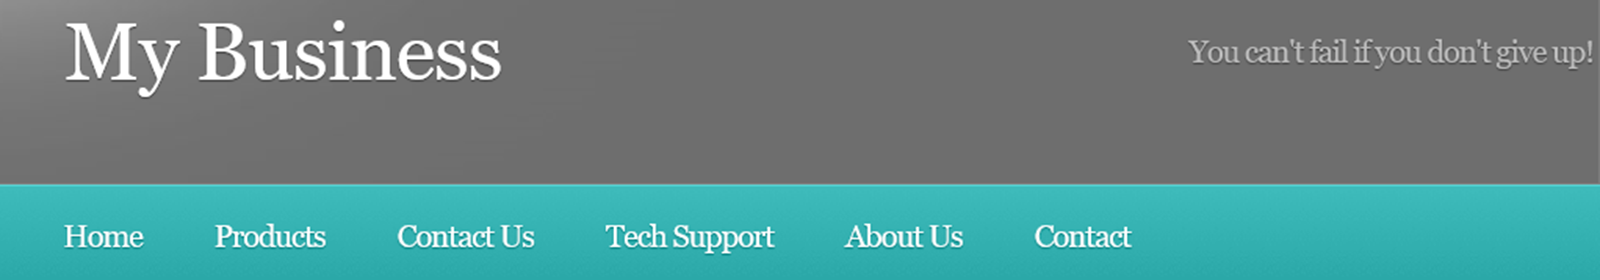 My Business
You can't fail if you don't give up!
Home Products Contact Us Tech Support About Us Contact